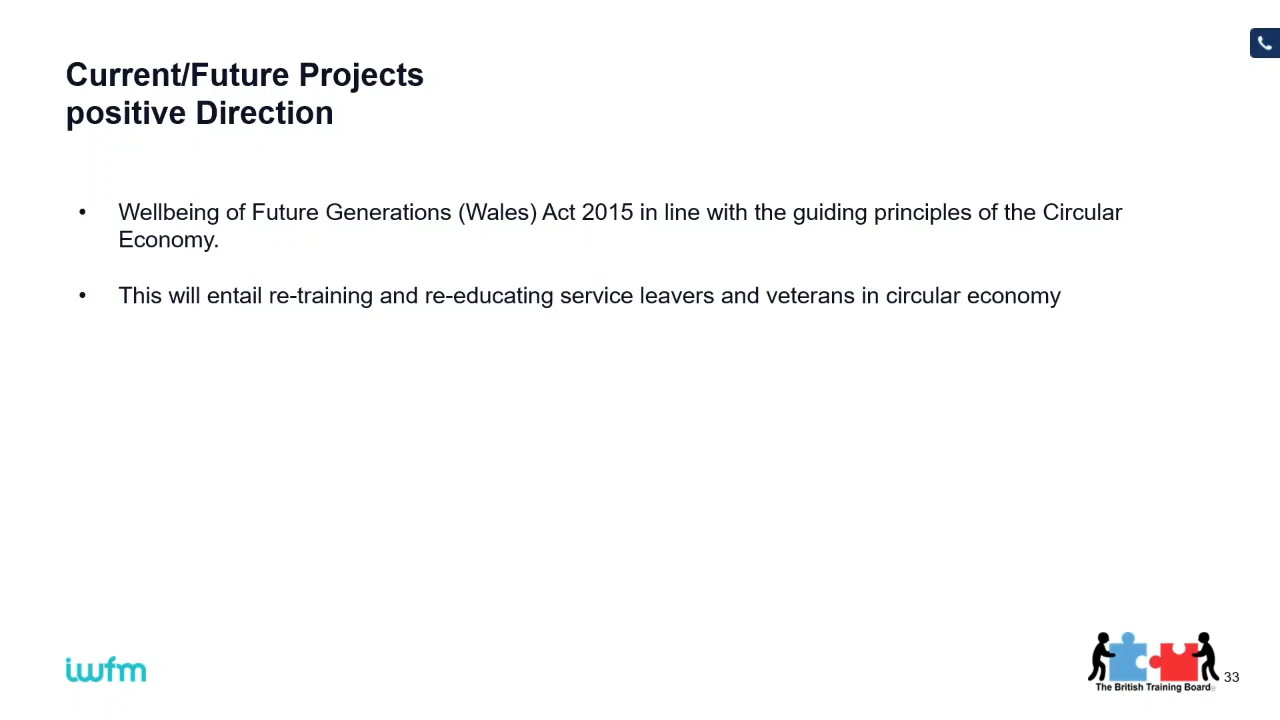 Current/Future Projects
positive Direction
• Wellbeing of Future Generations (Wales) Act 2015 in line with the guiding principles of the Circular
Economy.
• This will entail re-training and re-educating service leavers and veterans in circular economy
iwfm
The British Training Board
33